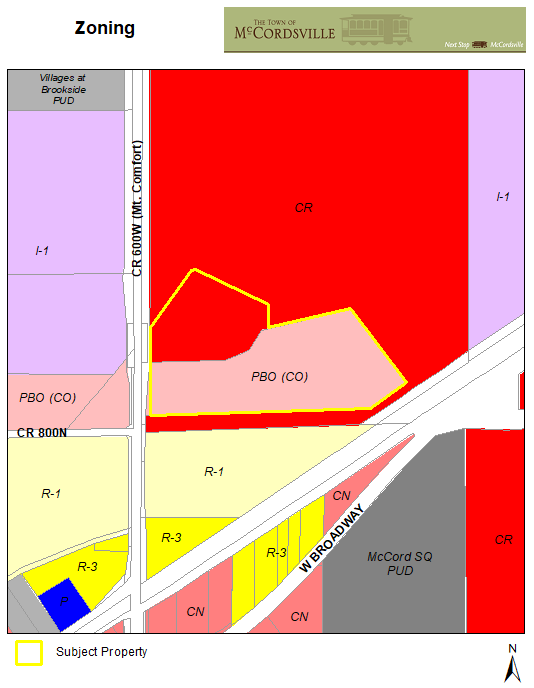 Zoning
THE TOWN OF
McCORDSVILLE
Next Stop McCordsville
Villages at
Brookside
PUD
CR 600W (Mt. Comfort)
CR
I-1
I-1
PBO (CO)
PBO (CO)
CR 800N
R-1
R-1
CN
R-3
R-3
W BROADWAY
McCord SQ
PUD
CR
R-3
P
CN
CN
Subject Property
N